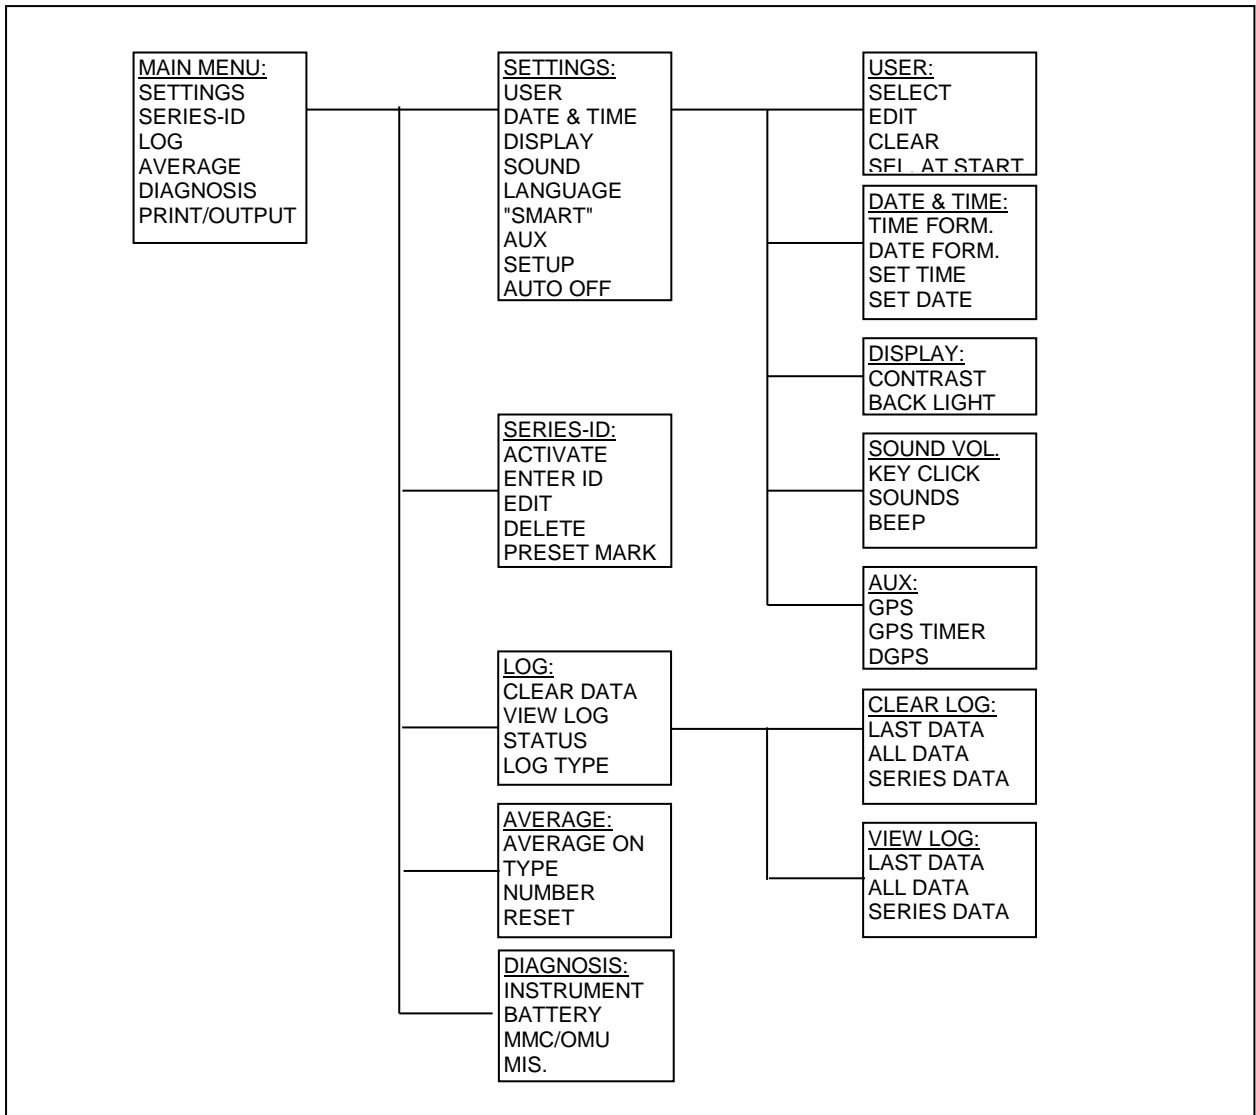 MAIN MENU:
SETTINGS
SERIES-ID
LOG
AVERAGE
DIAGNOSIS
PRINT/OUTPUT
SETTINGS:
USER
DATE & TIME
DISPLAY
SOUND
LANGUAGE
"SMART"
AUX
SETUP
AUTO OFF
SERIES-ID:
ACTIVATE
ENTER ID
EDIT
DELETE
PRESET MARK
LOG:
CLEAR DATA
VIEW LOG
STATUS
LOG TYPE
AVERAGE:
AVERAGE ON
TYPE
NUMBER
RESET
DIAGNOSIS:
INSTRUMENT
BATTERY
MMC/OMU
MIS.
USER:
SELECT
EDIT
CLEAR
SEL. AT START
DATE & TIME:
TIME FORM.
DATE FORM.
SET TIME
SET DATE
DISPLAY:
CONTRAST
BACK LIGHT
SOUND VOL.
KEY CLICK
SOUNDS
BEEP
AUX:
GPS
GPS TIMER
DGPS
CLEAR LOG:
LAST DATA
ALL DATA
SERIES DATA
VIEW LOG:
LAST DATA
ALL DATA
SERIES DATA